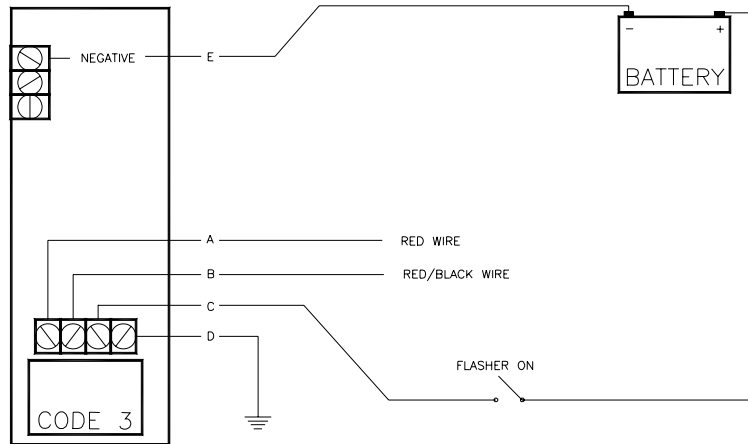 NEGATIVE
E
-
+
BATTERY
A
RED WIRE
B
RED/BLACK WIRE
C
D
FLASHER ON
CODE 3